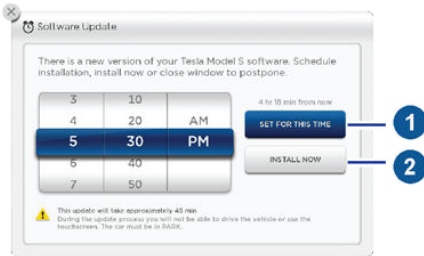 Software Update
There is a new version of your Tesla Model S software. Schedule
installation, install now or close window to postpone.
3 10
4 20 AM
5 30 PM
6 40
7 50
4 hr 18 min from now
SET FOR THIS TIME
1
INSTALL NOW
2
This update will take approximately 45 min
During the update process you will not be able to drive the vehicle or use the
touchscreen. The car must be in PARK.